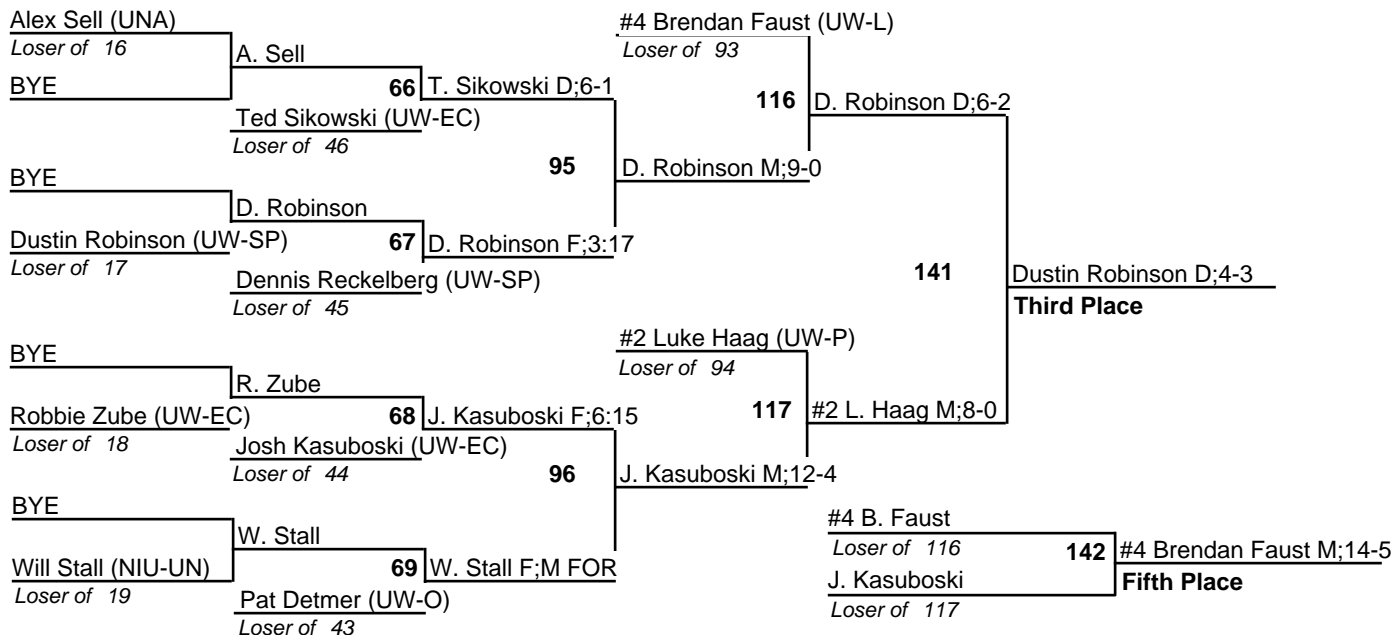 Alex Sell (UNA)
Loser of 16
BYE
A. Sell
66
Ted Sikowski (UW-EC)
Loser of 46
T. Sikowski D;6-1
BYE
Dustin Robinson (UW-SP)
Loser of 17
D. Robinson
67
Dennis Reckelberg (UW-SP)
Loser of 45
D. Robinson F;3:17
95
D. Robinson M;9-0
#4 Brendan Faust (UW-L)
Loser of 93
116
D. Robinson D;6-2
BYE
Robbie Zube (UW-EC)
Loser of 18
R. Zube
68
Josh Kasuboski (UW-EC)
Loser of 44
J. Kasuboski F;6:15
BYE
Will Stall (NIU-UN)
Loser of 19
W. Stall
69
Pat Detmer (UW-O)
Loser of 43
W. Stall F;M FOR
96
J. Kasuboski M;12-4
#2 Luke Haag (UW-P)
Loser of 94
117
#2 L. Haag M;8-0
141
Dustin Robinson D;4-3
Third Place
#4 B. Faust
Loser of 116
J. Kasuboski
Loser of 117
142
#4 Brendan Faust M;14-5
Fifth Place